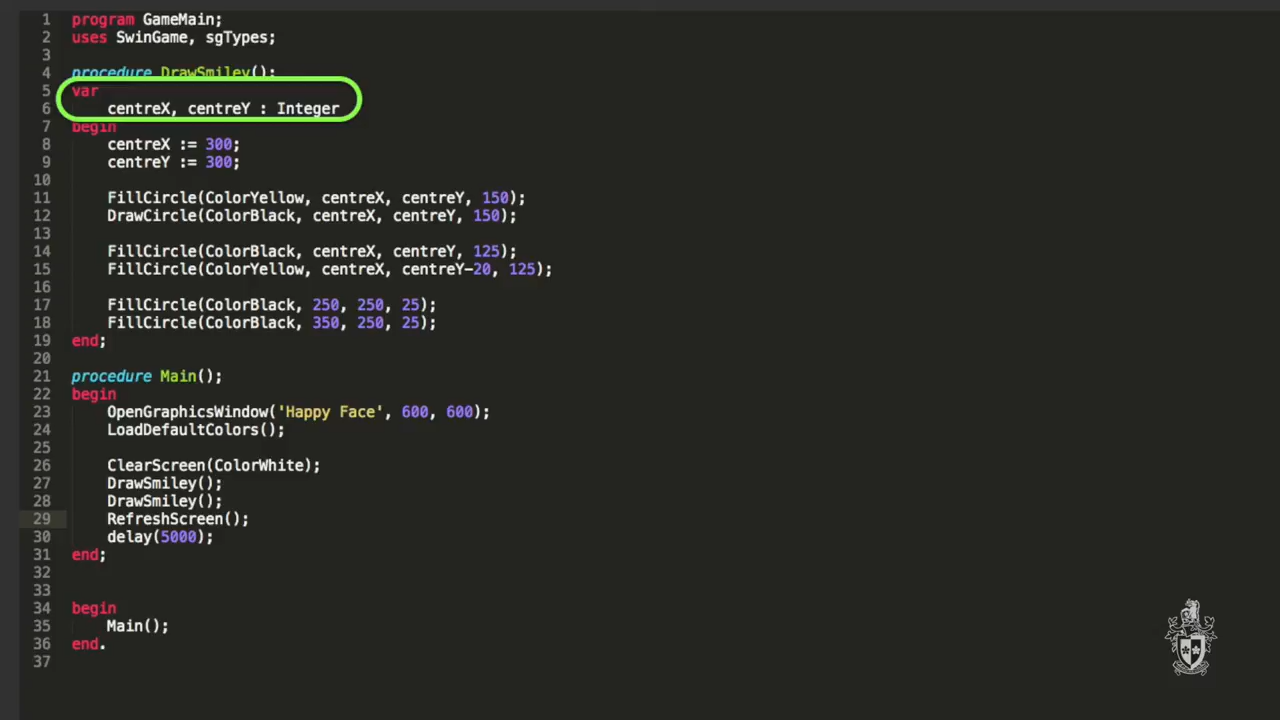 1 program GameMain;
2 uses SwinGame, sgTypes;
3
4 procedure DrawSmiley();
5 var
6 centreX, centreY : Integer
7 begin
8 centreX := 300;
9 centreY := 300;
10
11 FillCircle(ColorYellow, centreX, centreY, 150);
12 DrawCircle(ColorBlack, centreX, centreY, 150);
13
14 FillCircle(ColorBlack, centreX, centreY, 125);
15 FillCircle(ColorYellow, centreX, centreY-20, 125);
16
17 FillCircle(ColorBlack, 250, 250, 25);
18 FillCircle(ColorBlack, 350, 250, 25);
19 end;
20
21 procedure Main();
22 begin
23 OpenGraphicsWindow('Happy Face', 600, 600);
24 LoadDefaultColors();
25
26 ClearScreen(ColorWhite);
27 DrawSmiley();
28 DrawSmiley();
29 RefreshScreen();
30 delay(5000);
31 end;
32
33
34 begin
35 Main();
36 end.
37